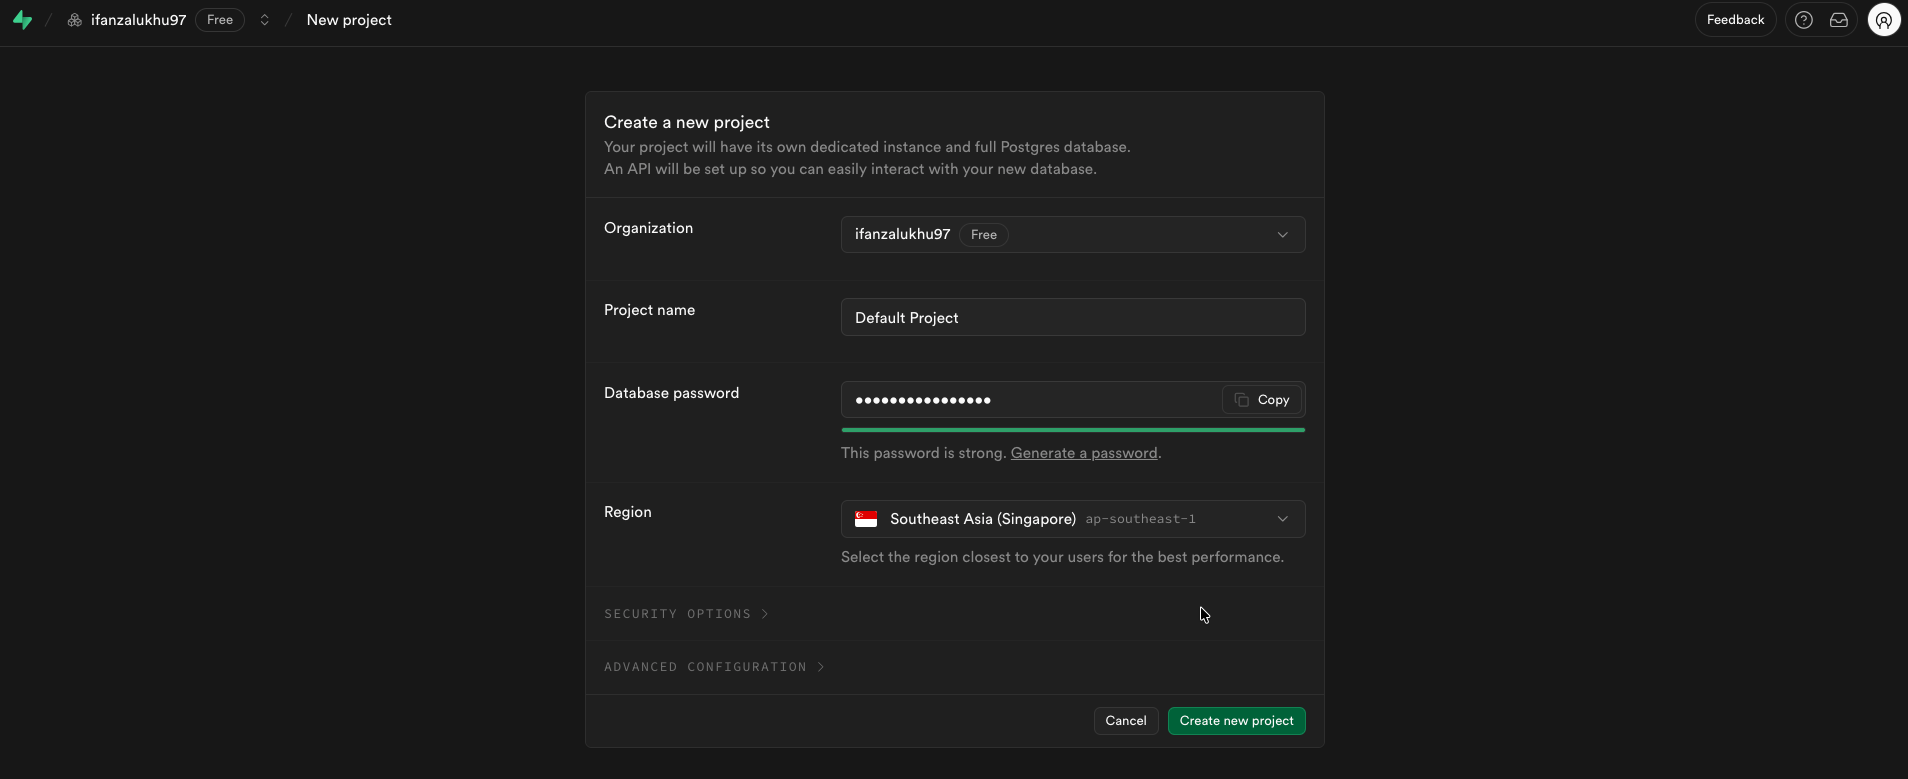 ifanzalukhu97 Free New project Feedback
Create a new project
Your project will have its own dedicated instance and full Postgres database.
An API will be set up so you can easily interact with your new database.
Organization
ifanzalukhu97 Free
Project name
Default Project
Database password
•••••••••••••••• Copy
This password is strong. Generate a password.
Region
Southeast Asia (Singapore) ap-southeast-1
Select the region closest to your users for the best performance.
SECURITY OPTIONS
ADVANCED CONFIGURATION
Cancel Create new project